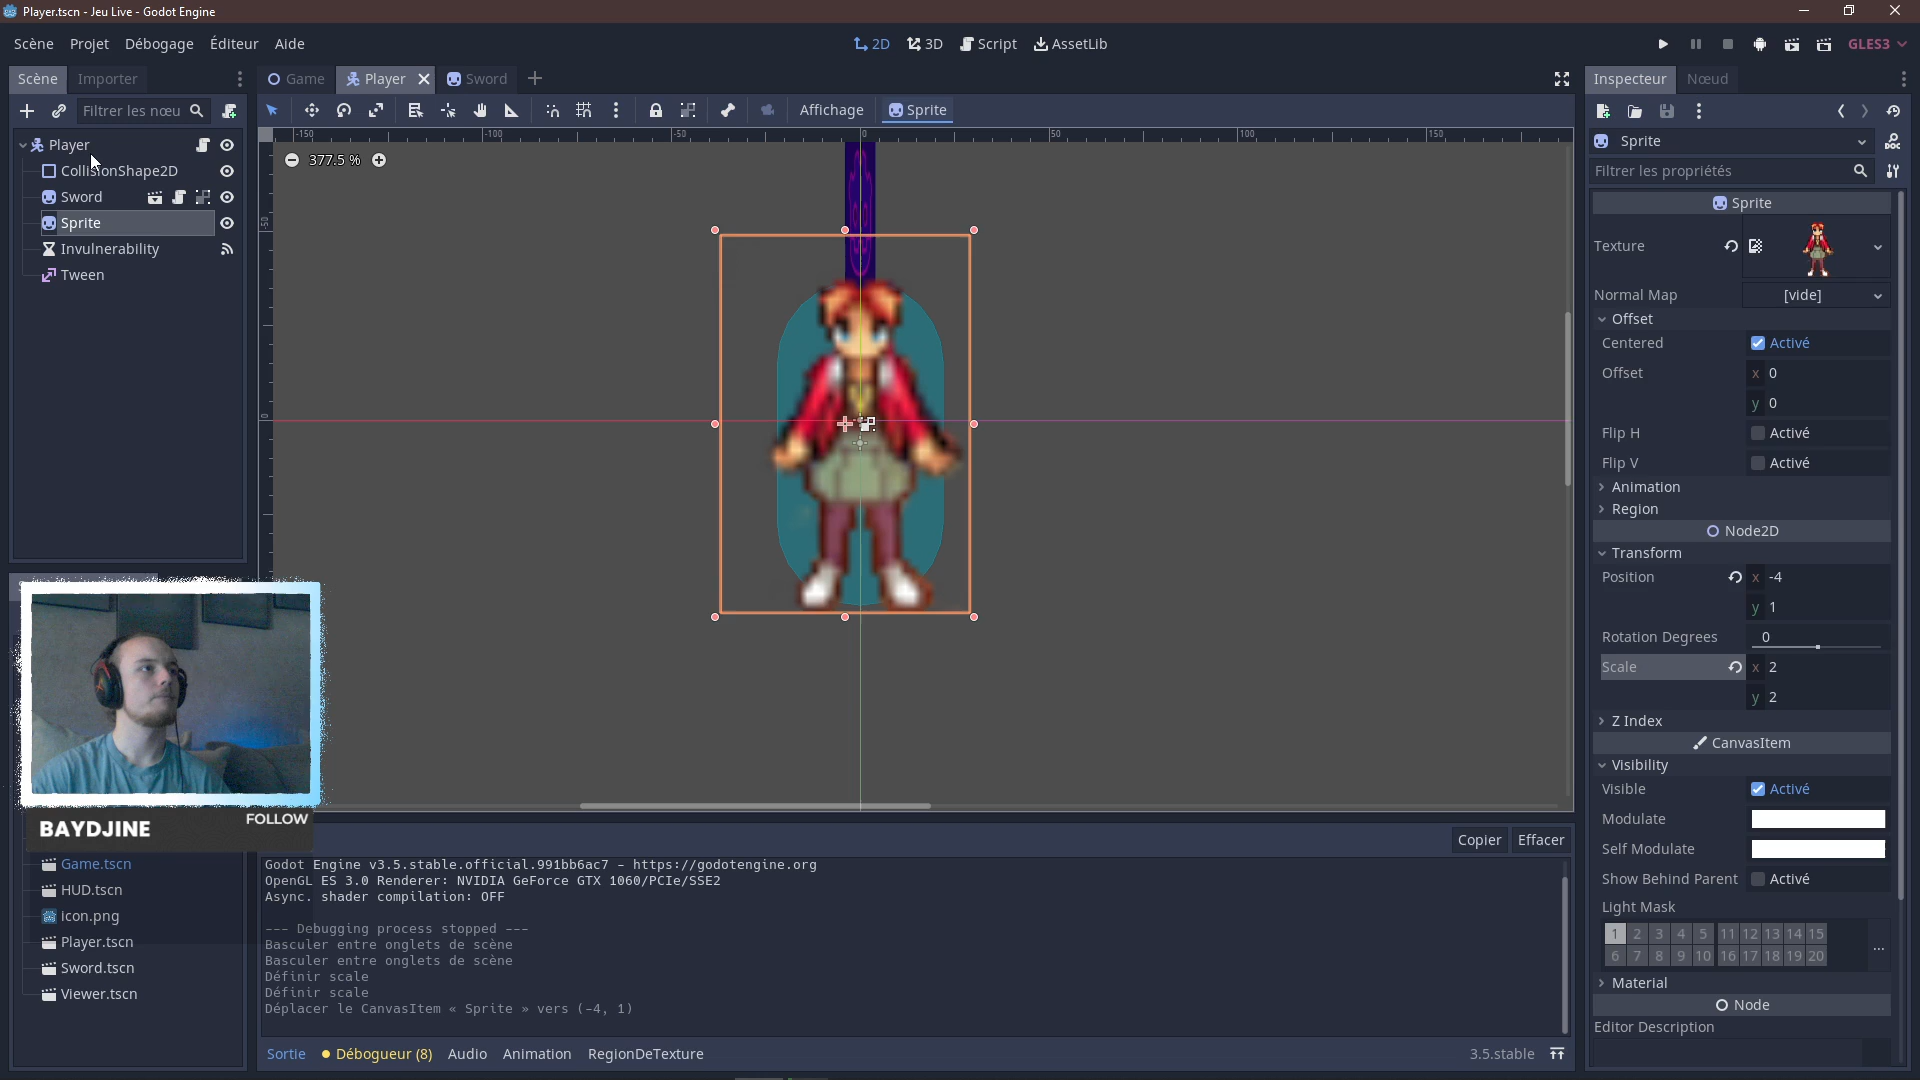 Player.tscn - Jeu Live - Godot Engine
Scène Projet Débogage Éditeur Aide
2D 3D Script AssetLib
GLES3
Scène Importer
Game Player Sword
Inspecteur Nœud
Filtrer les nœu
Affichage Sprite
Player
CollisionShape2D
Sword
Sprite
Invulnerability
Tween
-150 -100 -50 0 50 100 150
377.5 %
-50
0
Sprite
Filtrer les propriétés
Sprite
Texture
Normal Map [vide]
Offset
Centered Activé
Offset x 0
y 0
Flip H Activé
Flip V Activé
Animation
Region
Node2D
Transform
Position x -4
y 1
Rotation Degrees 0
Scale x 2
y 2
Z Index
CanvasItem
Visibility
Visible Activé
Modulate
Self Modulate
Show Behind Parent Activé
Light Mask
1 2 3 4 5 11 12 13 14 15
6 7 8 9 10 16 17 18 19 20
...
Material
Node
Editor Description
BAYDJINE FOLLOW
Game.tscn
HUD.tscn
icon.png
Player.tscn
Sword.tscn
Viewer.tscn
Copier Effacer
Godot Engine v3.5.stable.official.991bb6ac7 - https://godotengine.org
OpenGL ES 3.0 Renderer: NVIDIA GeForce GTX 1060/PCIe/SSE2
Async. shader compilation: OFF
--- Debugging process stopped ---
Basculer entre onglets de scène
Basculer entre onglets de scène
Définir scale
Définir scale
Déplacer le CanvasItem « Sprite » vers (-4, 1)
Sortie Débogueur (8) Audio Animation RegionDeTexture
3.5.stable